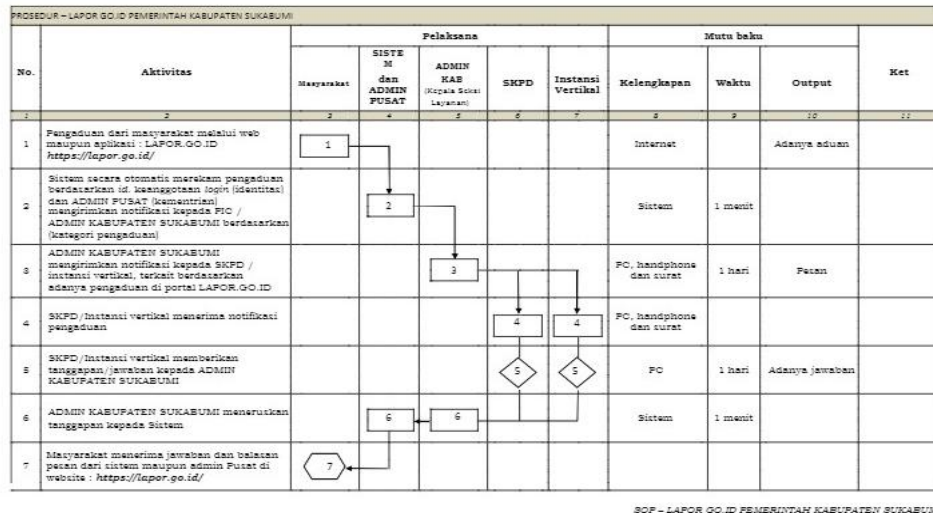 PROSEDUR – LAPOR GO.ID PEMERINTAH KABUPATEN SUKABUMI
No.
Aktivitas
Pelaksana
Mutu baku
Ket
Masyarakat
SISTE
M
dan
ADMIN
PUSAT
ADMIN
KAB
(Kepala Seksi
Layanan)
SKPD
Instansi
Vertikal
Kelengkapan
Waktu
Output
1 2 3 4 5 6 7 8 9 10 11
1
Pengaduan dari masyarakat melalui web
maupun aplikasi : LAPOR.GO.ID
https://lapor.go.id/
1
Internet
Adanya aduan
2
Sistem secara otomatis merekam pengaduan
berdasarkan id. keanggotaan login (identitas)
dan ADMIN PUSAT (kementrian)
mengirimkan notifikasi kepada PIC /
ADMIN KABUPATEN SUKABUMI berdasarkan
(kategori pengaduan)
2
Sistem
1 menit
3
ADMIN KABUPATEN SUKABUMI
mengirimkan notifikasi kepada SKPD /
instansi vertikal, terkait berdasarkan
adanya pengaduan di portal LAPOR.GO.ID
3
PC, handphone
dan surat
1 hari
Pesan
4
SKPD/Instansi vertikal menerima notifikasi
pengaduan
4
4
PC, handphone
dan surat
5
SKPD/Instansi vertikal memberikan
tanggapan/jawaban kepada ADMIN
KABUPATEN SUKABUMI
5
5
PC
1 hari
Adanya jawaban
6
ADMIN KABUPATEN SUKABUMI meneruskan
tanggapan kepada Sistem
6
6
Sistem
1 menit
7
Masyarakat menerima jawaban dan balasan
pesan dari sistem maupun admin Pusat di
website : https://lapor.go.id/
7
SOP – LAPOR GO.ID PEMERINTAH KABUPATEN SUKABUMI